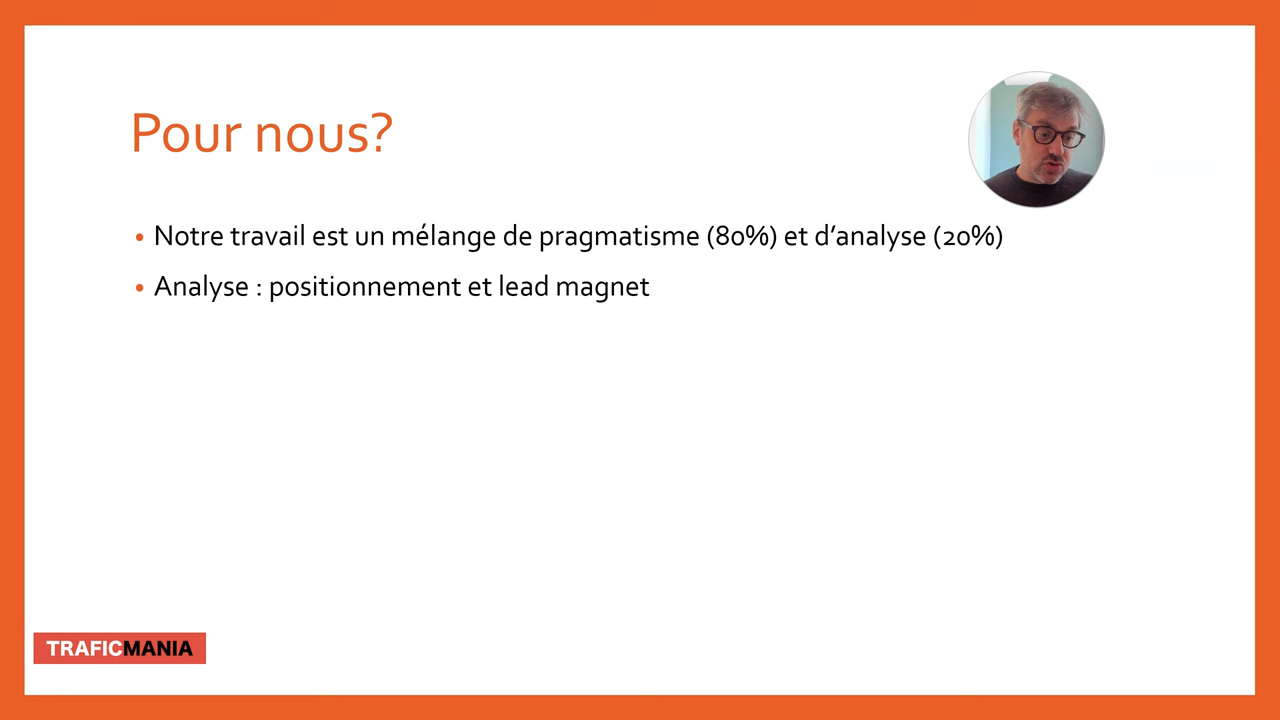 Pour nous?
• Notre travail est un mélange de pragmatisme (80%) et d’analyse (20%)
• Analyse : positionnement et lead magnet
TRAFICMANIA